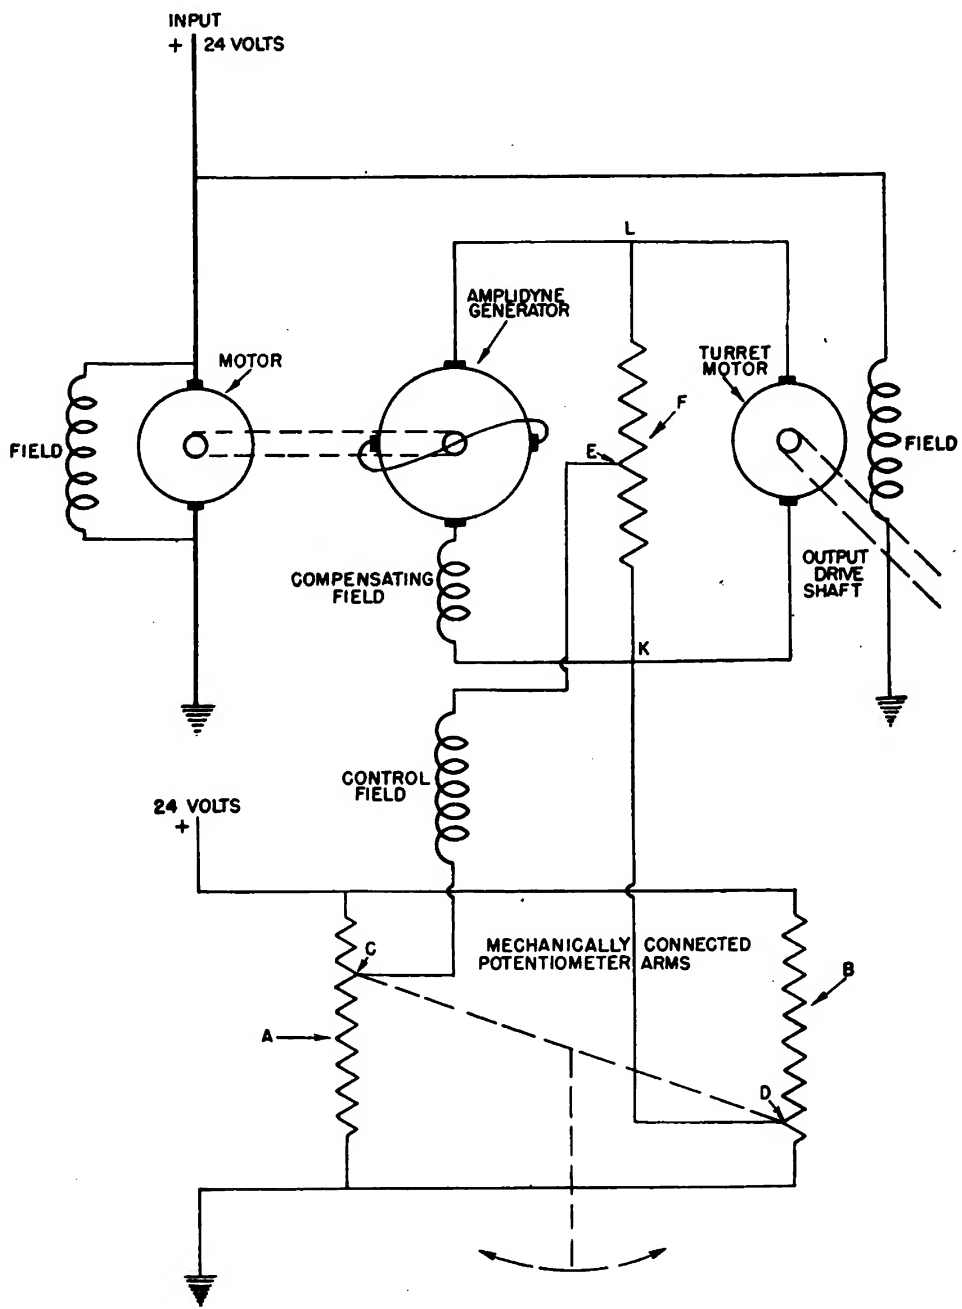 INPUT
+ 24 VOLTS
L
AMPLIDYNE
GENERATOR
MOTOR
TURRET
MOTOR
F
FIELD
E
FIELD
COMPENSATING
FIELD
OUTPUT
DRIVE
SHAFT
K
CONTROL
FIELD
24 VOLTS
+
C
MECHANICALLY CONNECTED
POTENTIOMETER ARMS
B
A
D